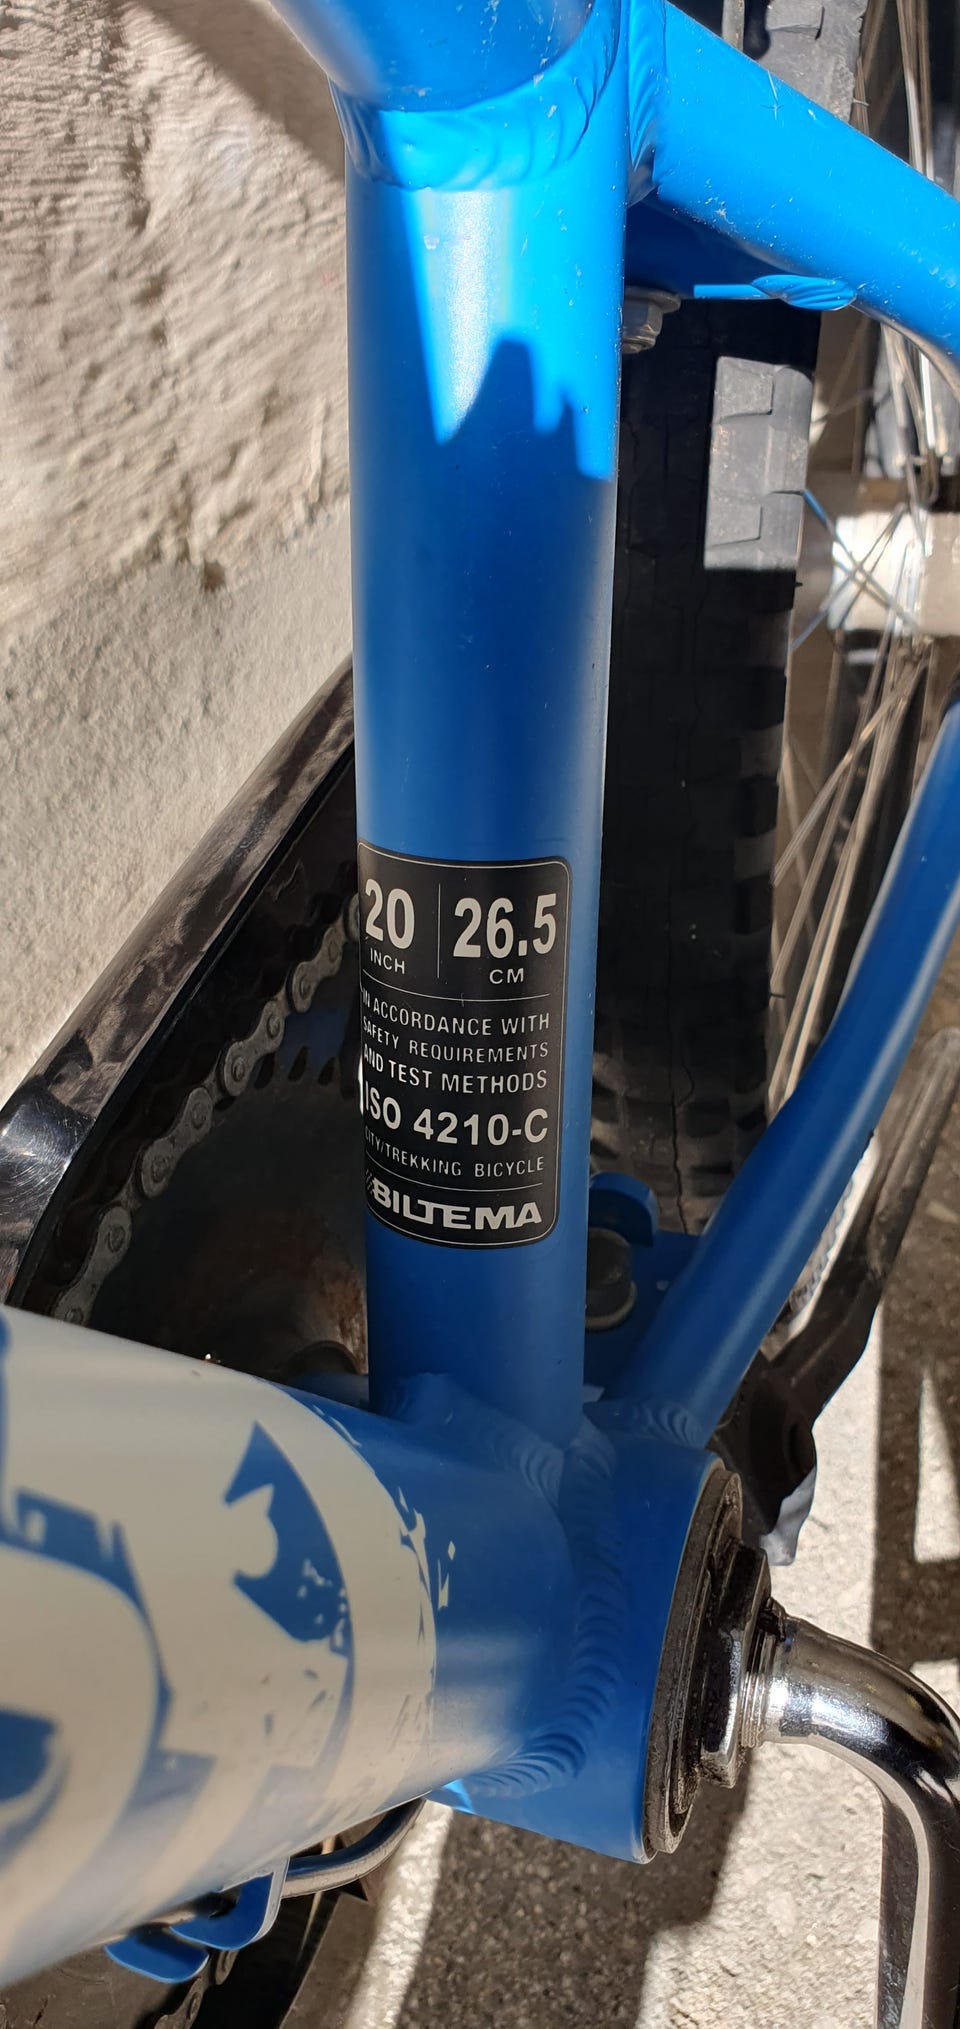 20 26.5
INCH CM
IN ACCORDANCE WITH
SAFETY REQUIREMENTS
AND TEST METHODS
ISO 4210-C
CITY/TREKKING BICYCLE
BILTEMA